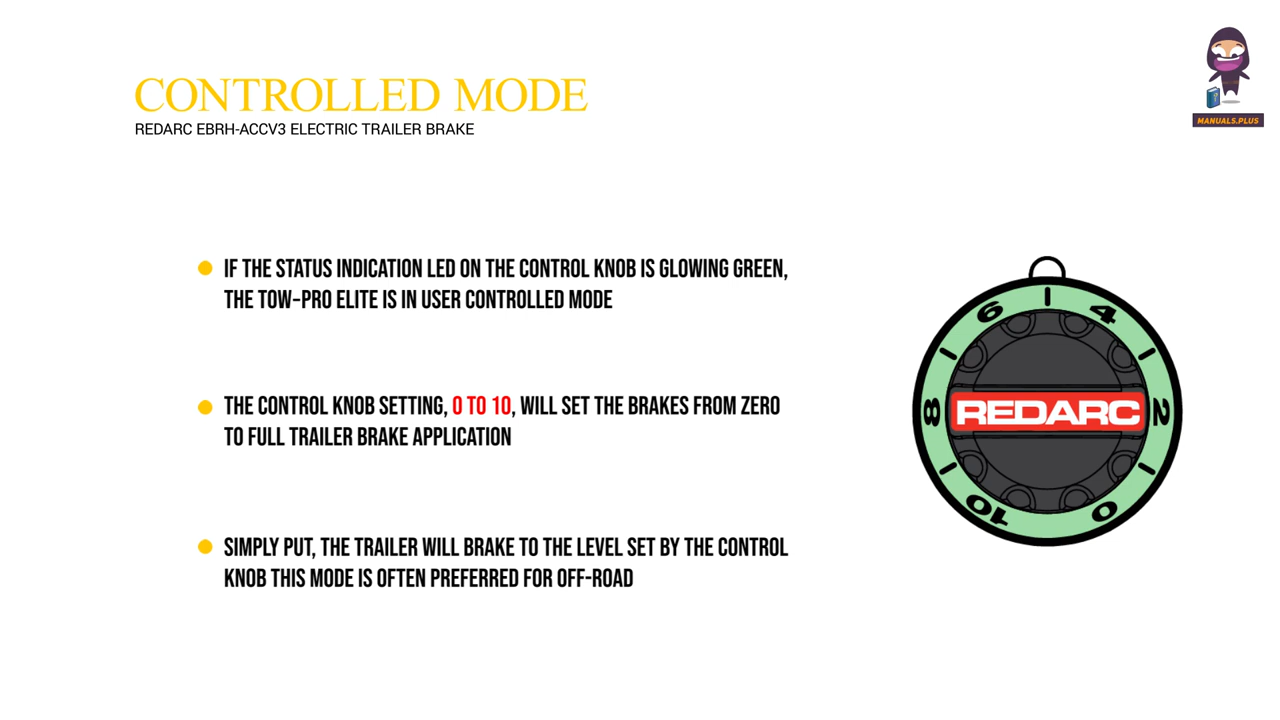 CONTROLLED MODE
REDARC EBRH-ACCV3 ELECTRIC TRAILER BRAKE
MANUALS.PLUS
IF THE STATUS INDICATION LED ON THE CONTROL KNOB IS GLOWING GREEN,
THE TOW-PRO ELITE IS IN USER CONTROLLED MODE
THE CONTROL KNOB SETTING, 0 TO 10, WILL SET THE BRAKES FROM ZERO
TO FULL TRAILER BRAKE APPLICATION
SIMPLY PUT, THE TRAILER WILL BRAKE TO THE LEVEL SET BY THE CONTROL
KNOB THIS MODE IS OFTEN PREFERRED FOR OFF-ROAD
6 4
8 REDARC 2
10 0